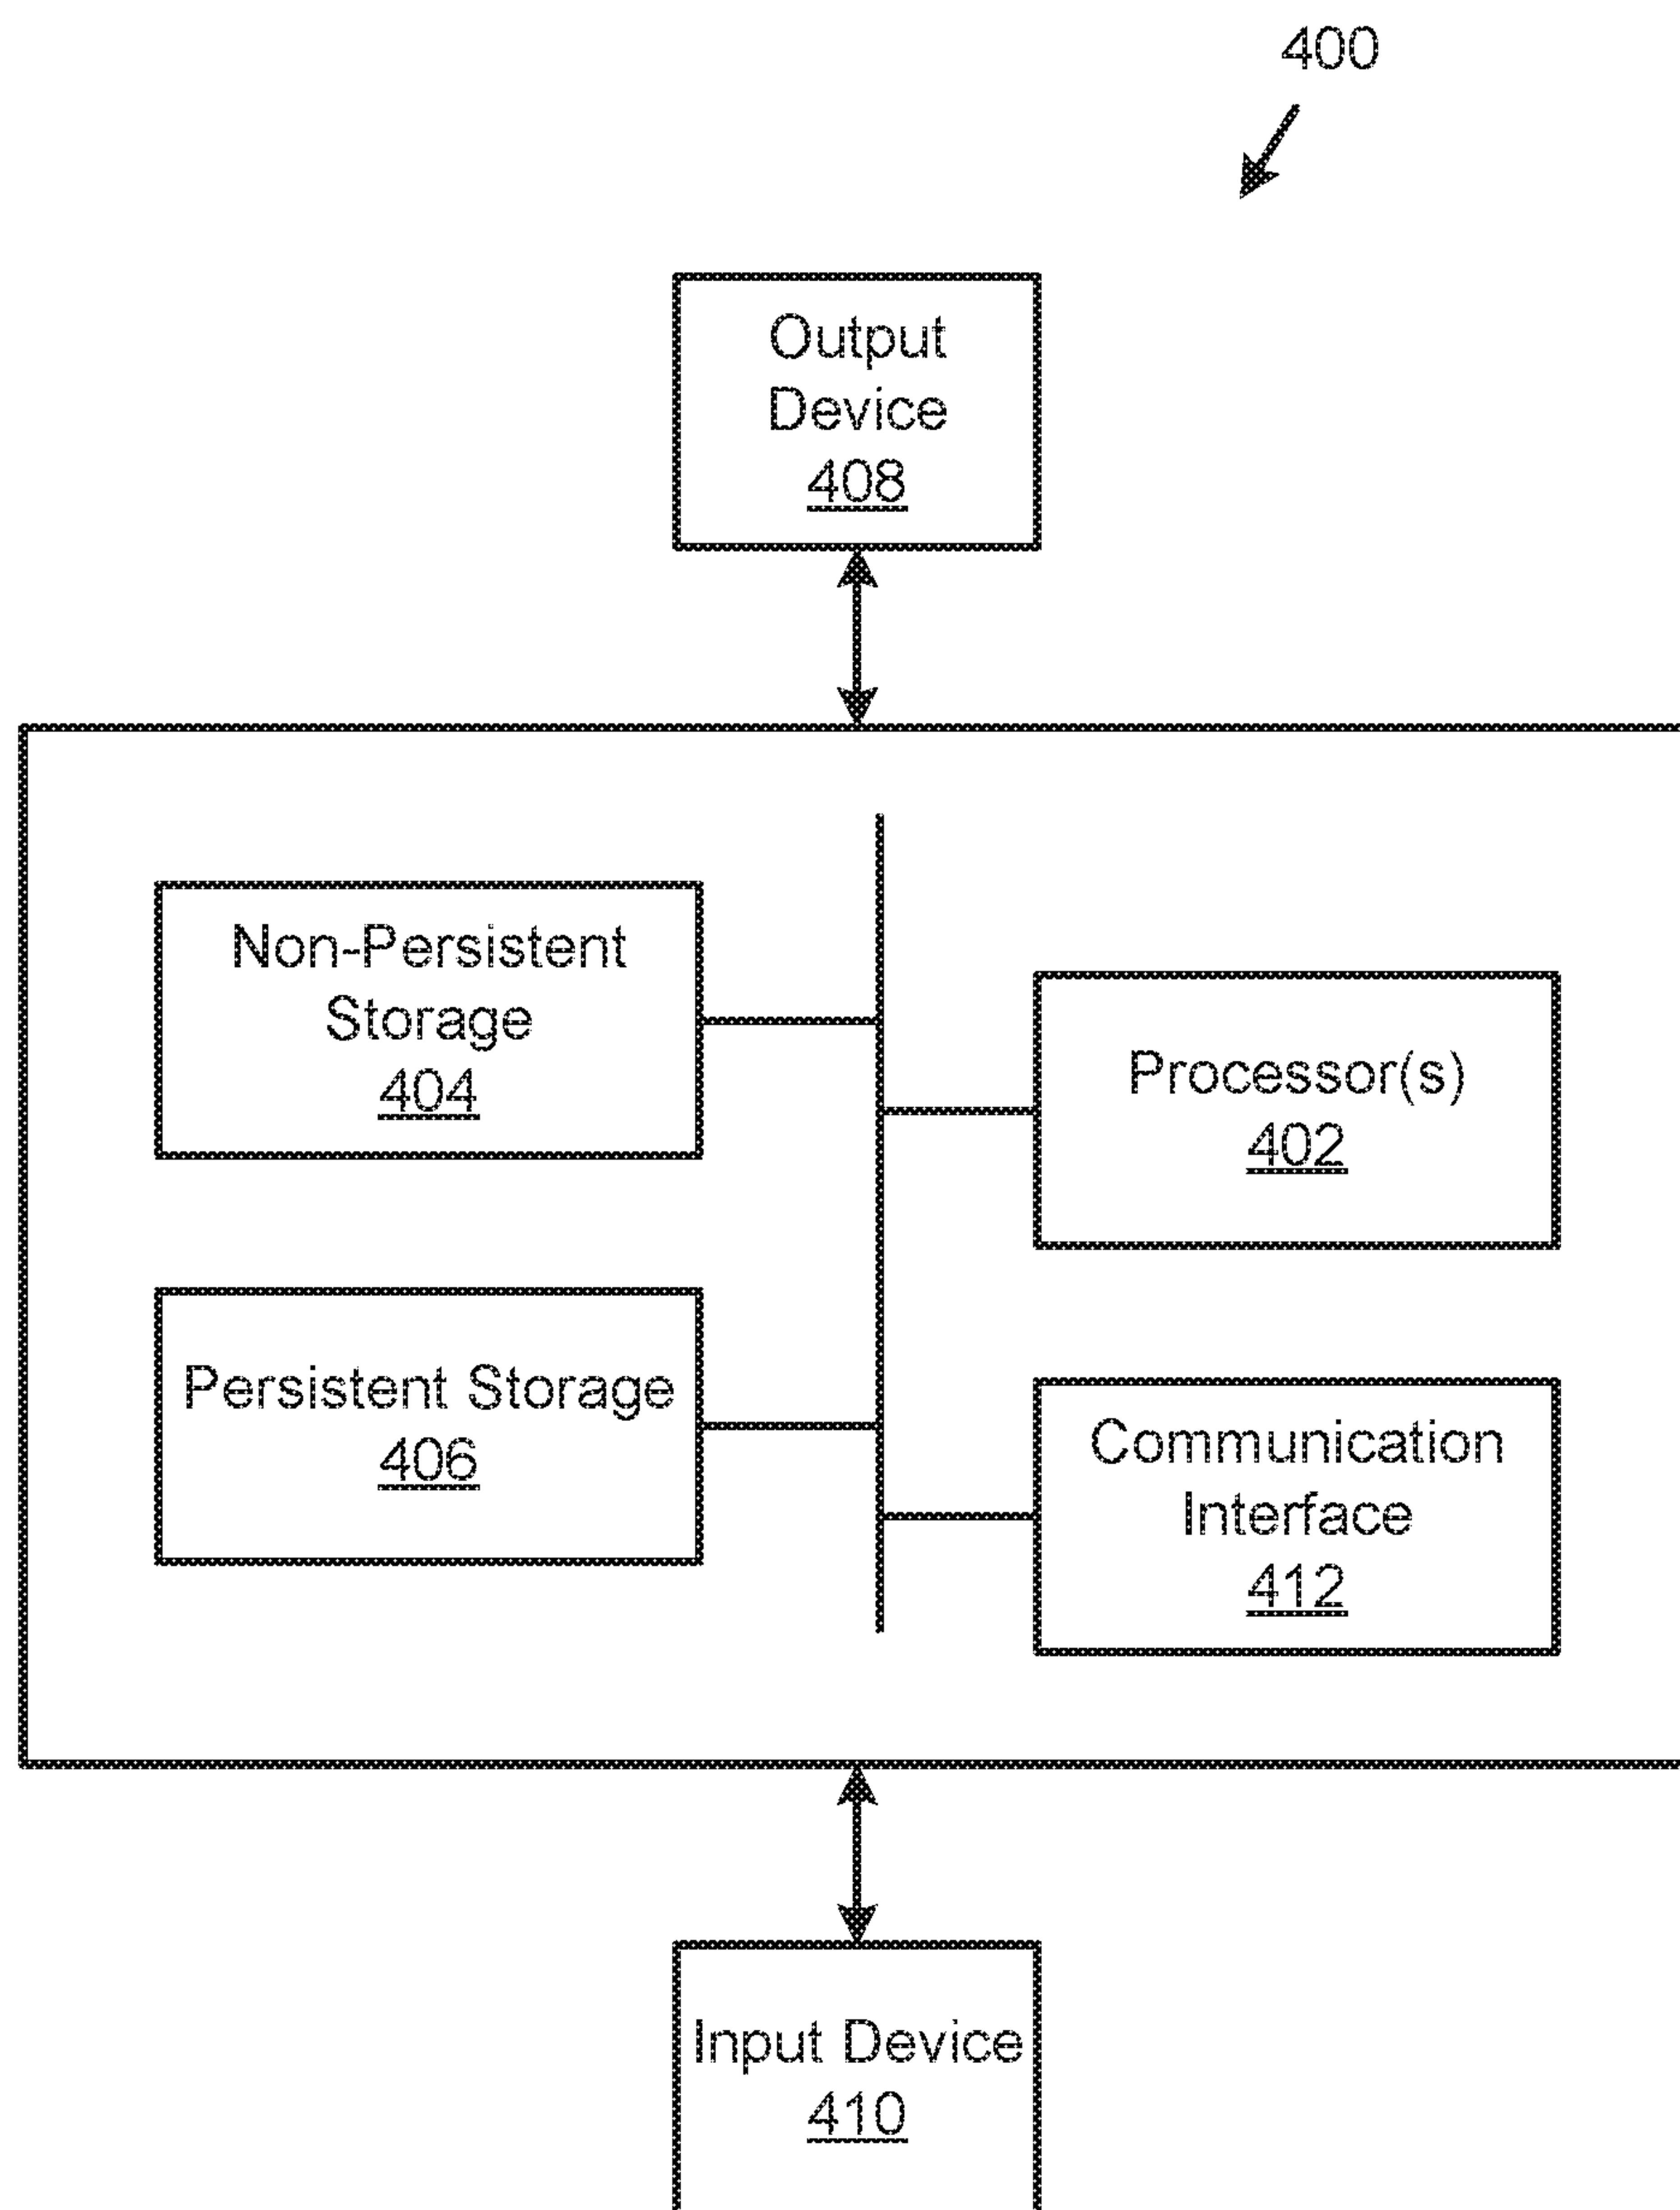 400
Output
Device
408
Non-Persistent
Storage
404
Processor(s)
402
Persistent Storage
406
Communication
Interface
412
Input Device
410